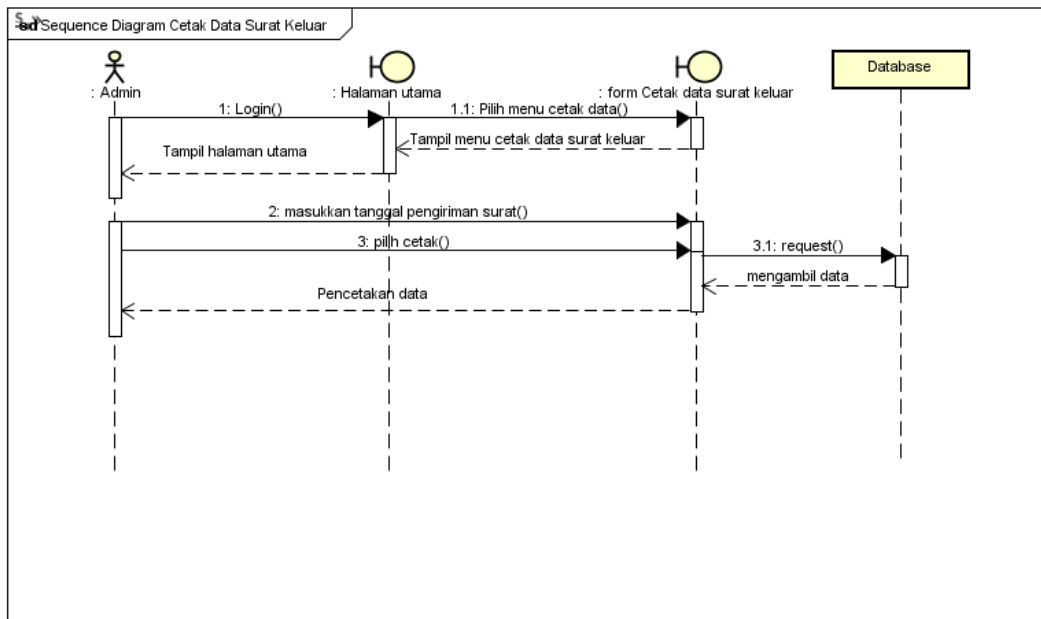 sd Sequence Diagram Cetak Data Surat Keluar
: Admin
: Halaman utama
: form Cetak data surat keluar
Database
1: Login()
1.1: Pilih menu cetak data()
Tampil menu cetak data surat keluar
Tampil halaman utama
2: masukkan tanggal pengiriman surat()
3: pilih cetak()
3.1: request()
mengambil data
Pencetakan data